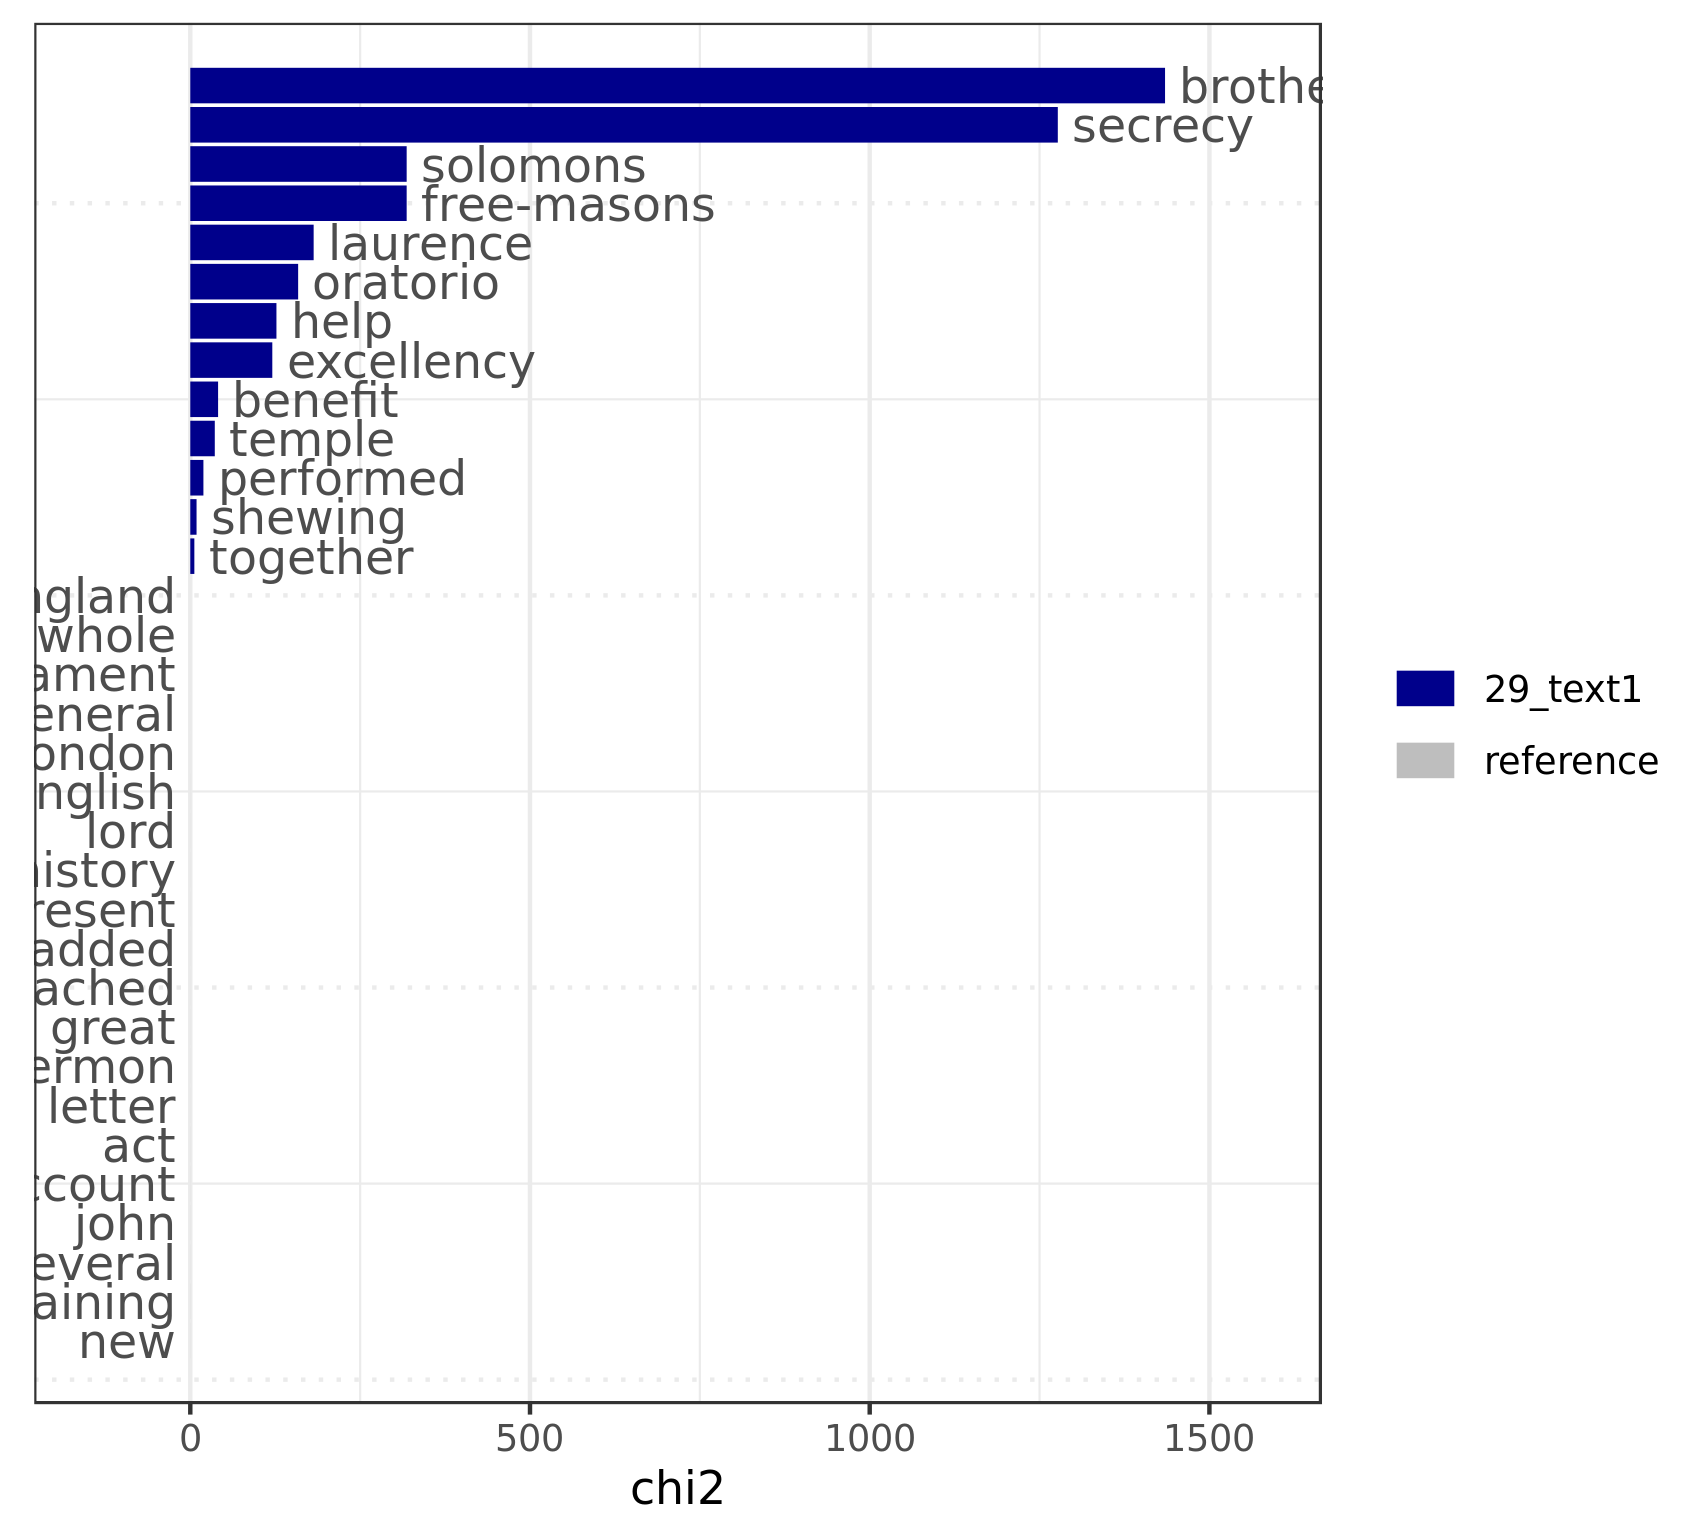 brothe
secrecy
solomons
free-masons
laurence
oratorio
help
excellency
benefit
temple
performed
shewing
together
ngland
whole
ament
eneral
ondon
nglish
lord
history
resent
added
ached
great
ermon
letter
act
ccount
john
everal
aining
new
29_text1
reference
0 500 1000 1500
chi2